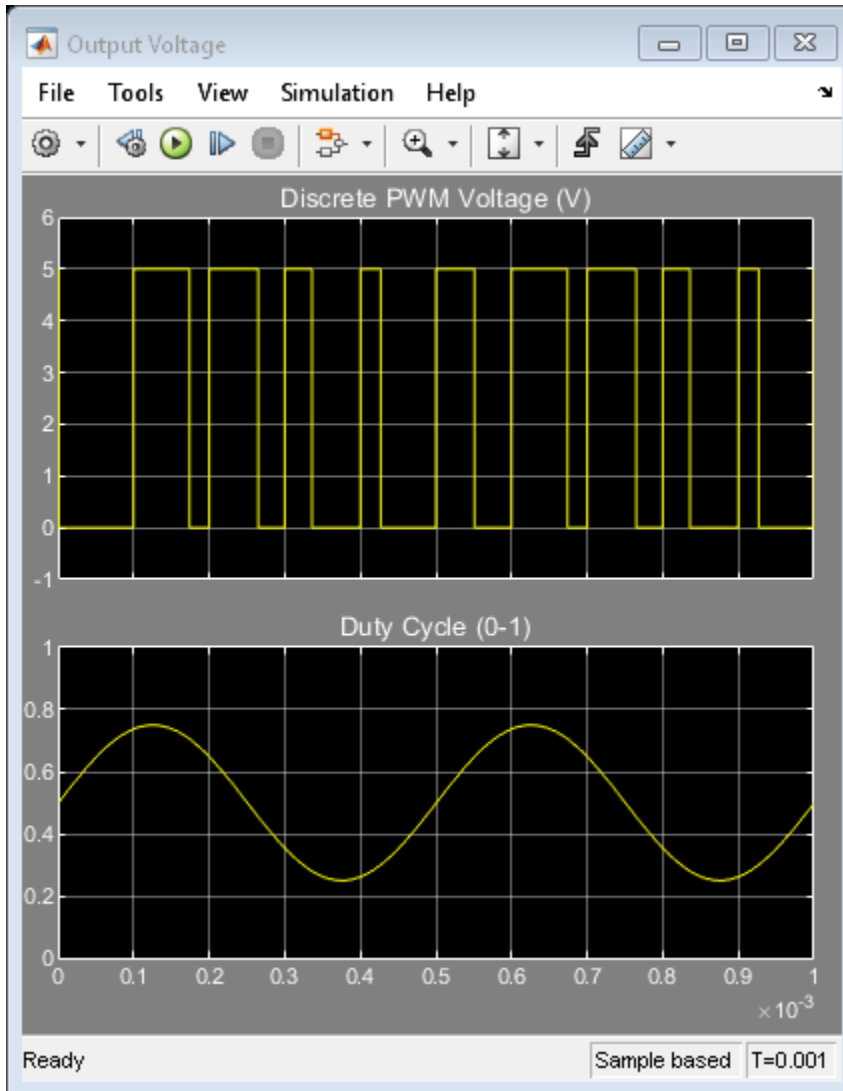 Output Voltage
File Tools View Simulation Help
Discrete PWM Voltage (V)
6
5
4
3
2
1
0
-1
Duty Cycle (0-1)
1
0.8
0.6
0.4
0.2
0
0 0.1 0.2 0.3 0.4 0.5 0.6 0.7 0.8 0.9 1
×10⁻³
Ready Sample based T=0.001